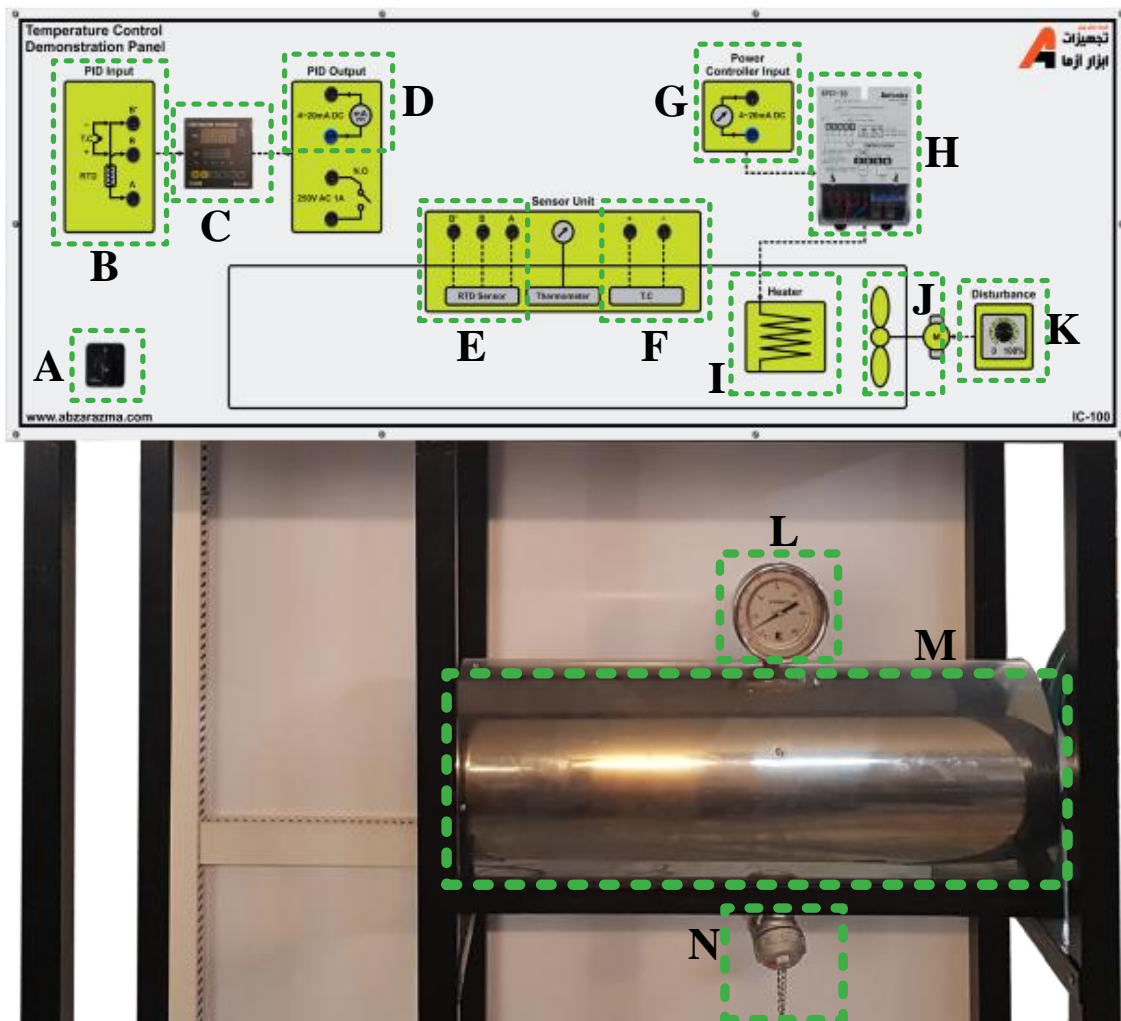 Temperature Control
Demonstration Panel
PID Input
B'
-
T.C
+
B
RTD
A
B
C
PID Output
4~20mA DC
mA
N.O
250V AC 1A
D
Sensor Unit
B' B A
RTD Sensor
Thermometer
+ -
T.C
E
F
G
Power
Controller Input
4~20mA DC
تجهیزات
ابزار آزما
H
Heater
I
J
M
Disturbance
0 100%
K
A
www.abzarazma.com
IC-100
L
M
N